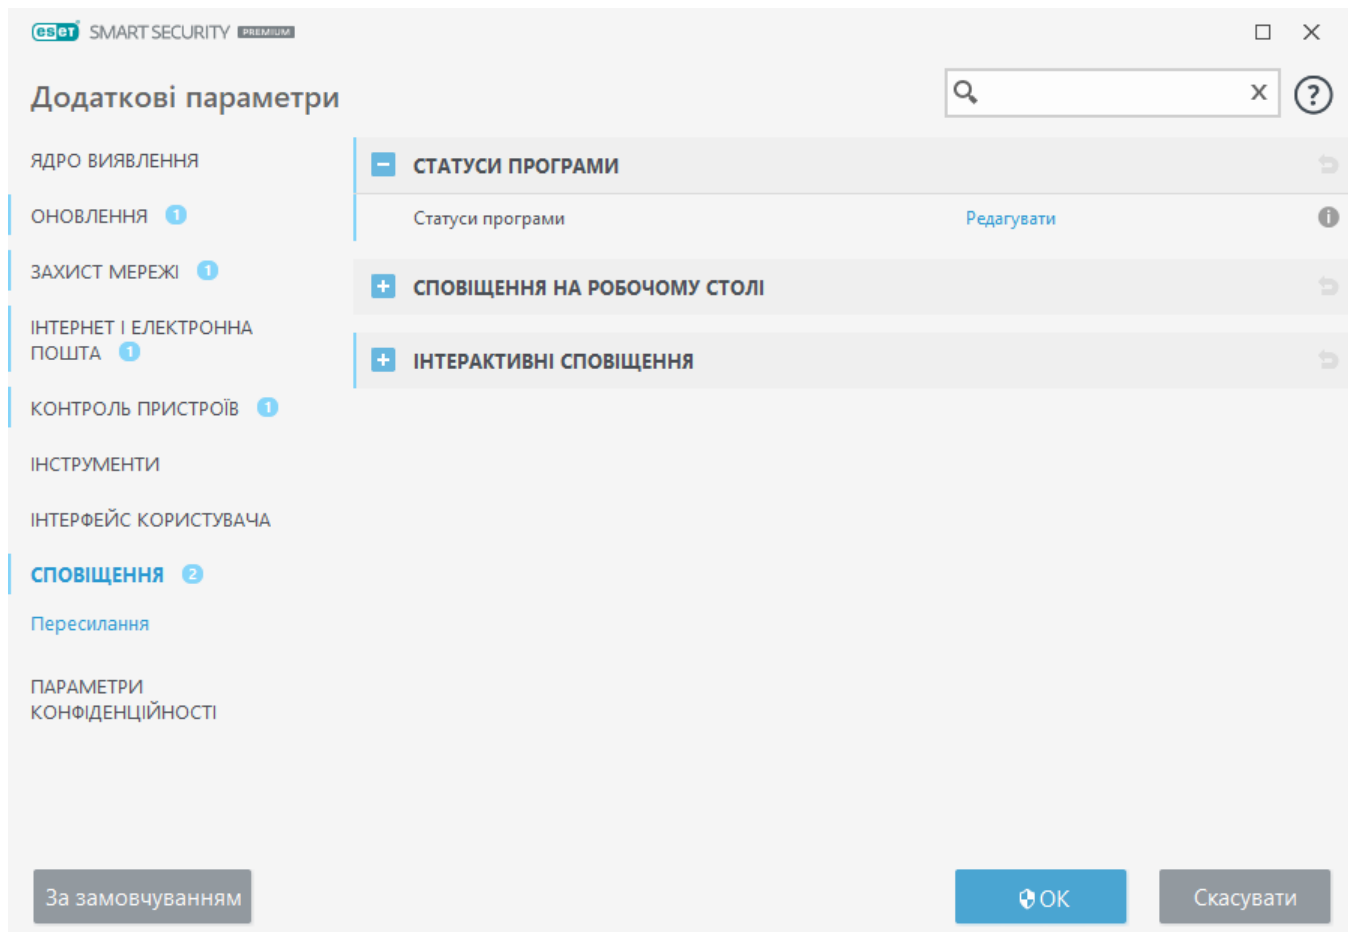 eset SMART SECURITY PREMIUM
Додаткові параметри
x ?
ЯДРО ВИЯВЛЕННЯ
ОНОВЛЕННЯ 1
ЗАХИСТ МЕРЕЖІ 1
ІНТЕРНЕТ І ЕЛЕКТРОННА
ПОШТА 1
КОНТРОЛЬ ПРИСТРОЇВ 1
ІНСТРУМЕНТИ
ІНТЕРФЕЙС КОРИСТУВАЧА
СПОВІЩЕННЯ 2
Пересилання
ПАРАМЕТРИ
КОНФІДЕНЦІЙНОСТІ
СТАТУСИ ПРОГРАМИ
Статуси програми Редагувати
СПОВІЩЕННЯ НА РОБОЧОМУ СТОЛІ
ІНТЕРАКТИВНІ СПОВІЩЕННЯ
За замовчуванням
OK
Скасувати